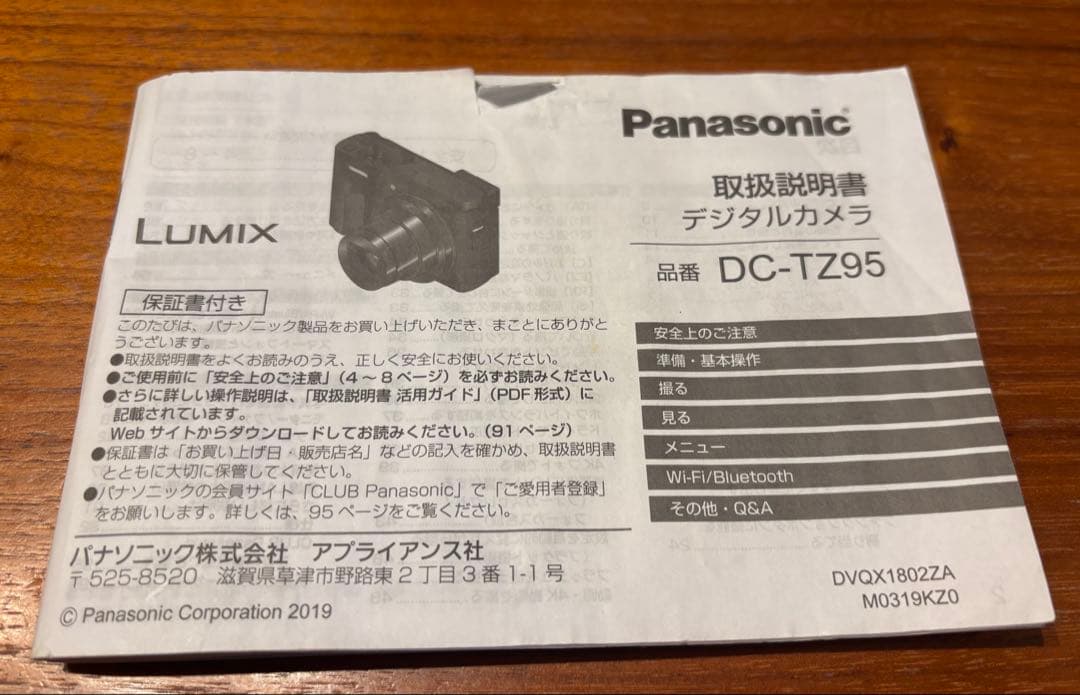 Panasonic
取扱説明書
デジタルカメラ
品番 DC-TZ95
LUMIX
保証書付き
このたびは、パナソニック製品をお買い上げいただき、まことにありがと
うございます。
●取扱説明書をよくお読みのうえ、正しく安全にお使いください。
●ご使用前に「安全上のご注意」(4～8ページ)を必ずお読みください。
●さらに詳しい操作説明は、「取扱説明書 活用ガイド」(PDF形式)に
記載されています。
Webサイトからダウンロードしてお読みください。(91ページ)
●保証書は「お買い上げ日・販売店名」などの記入を確かめ、取扱説明書
とともに大切に保管してください。
●パナソニックの会員サイト「CLUB Panasonic」で「ご愛用者登録」
をお願いします。詳しくは、95ページをご覧ください。
パナソニック株式会社 アプライアンス社
〒525-8520 滋賀県草津市野路東2丁目3番1-1号
© Panasonic Corporation 2019
安全上のご注意
準備・基本操作
撮る
見る
メニュー
Wi-Fi/Bluetooth
その他・Q&A
DVQX1802ZA
M0319KZ0